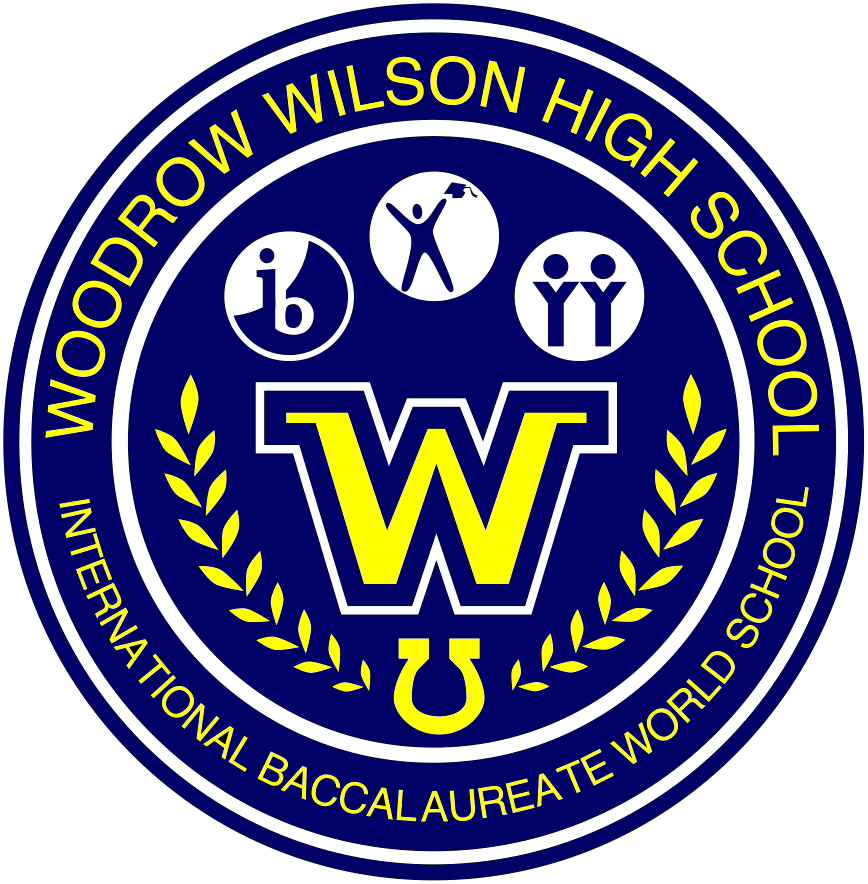 WOODROW WILSON HIGH SCHOOL
ib
W
INTERNATIONAL BACCALAUREATE WORLD SCHOOL